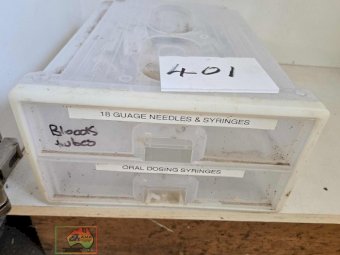 401
18 GUAGE NEEDLES & SYRINGES
Bloods
tubes
ORAL DOSING SYRINGES